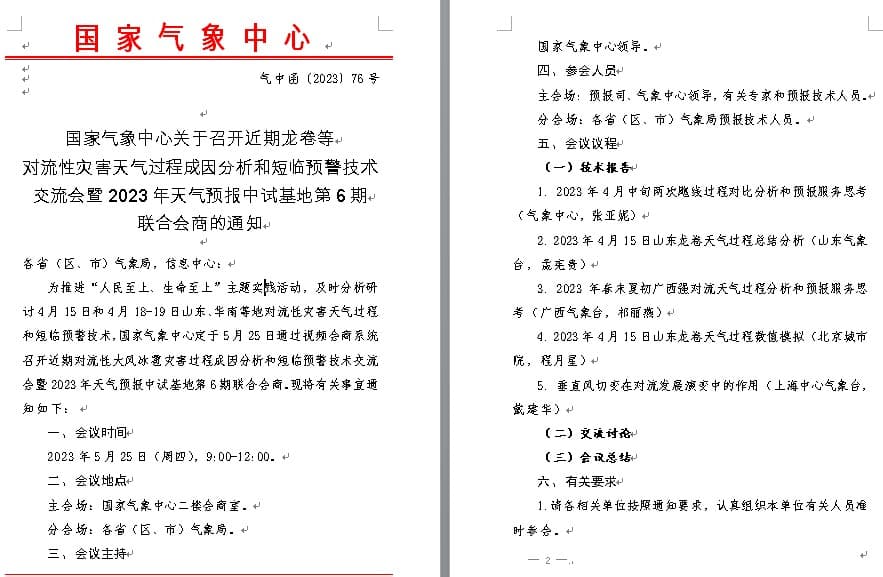 国家气象中心
气中函〔2023〕76号
国家气象中心关于召开近期龙卷等
对流性灾害天气过程成因分析和短临预警技术
交流会暨2023年天气预报中试基地第6期
联合会商的通知
各省（区、市）气象局，信息中心：
为推进“人民至上、生命至上”主题实践活动，及时分析研
讨4月15日和4月18-19日山东、华南等地对流性灾害天气过程
和短临预警技术，国家气象中心定于5月25日通过视频会商系统
召开近期对流性大风冰雹灾害过程成因分析和短临预警技术交流
会暨2023年天气预报中试基地第6期联合会商。现将有关事宜通
知如下：
一、会议时间
2023年5月25日（周四），9:00-12:00。
二、会议地点
主会场：国家气象中心二楼会商室。
分会场：各省（区、市）气象局。
三、会议主持
国家气象中心领导。
四、参会人员
主会场：预报司、气象中心领导，有关专家和预报技术人员。
分会场：各省（区、市）气象局预报技术人员。
五、会议议程
（一）技术报告
1. 2023年4月中旬两次飑线过程对比分析和预报服务思考
（气象中心，张亚妮）
2. 2023年4月15日山东龙卷天气过程总结分析（山东气象
台，孟宪贵）
3. 2023年春末夏初广西强对流天气过程分析和预报服务思
考（广西气象台，祁丽燕）
4. 2023年4月15日山东龙卷天气过程数值模拟（北京城市
院，程月星）
5. 垂直风切变在对流发展演变中的作用（上海中心气象台，
戴建华）
（二）交流讨论
（三）会议总结
六、有关要求
1.请各相关单位按照通知要求，认真组织本单位有关人员准
时参会。
— 2 —